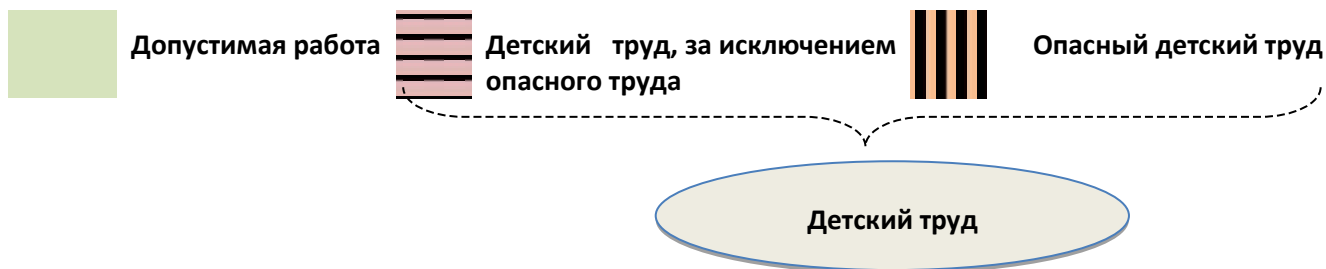 Допустимая работа
Детский труд, за исключением
опасного труда
Опасный детский труд
Детский труд